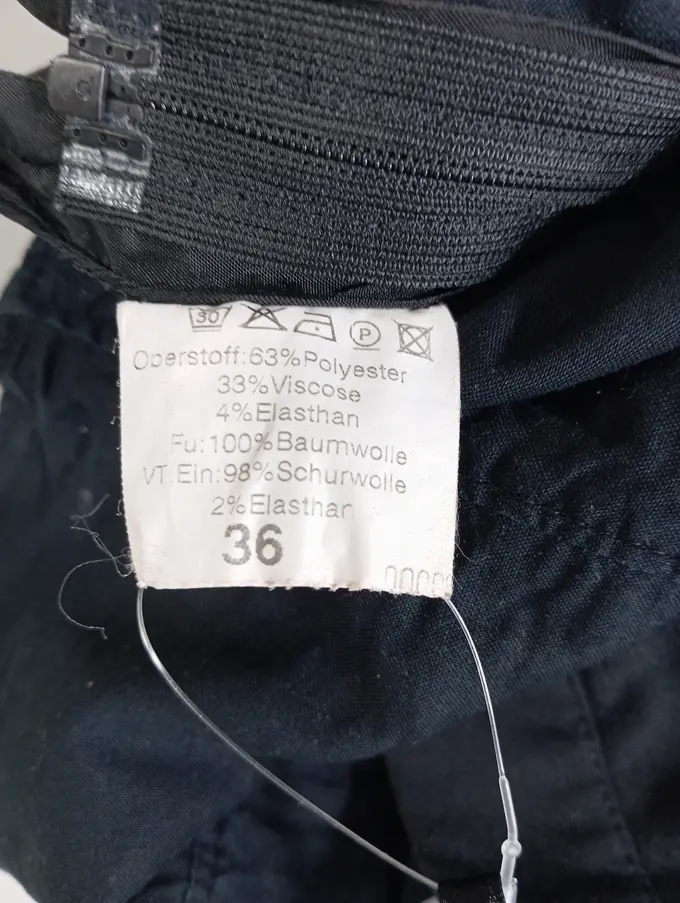 30
P
Oberstoff:63%Polyester
33%Viscose
4%Elasthan
Fu:100%Baumwolle
VT.Ein:98%Schurwolle
2%Elasthan
36